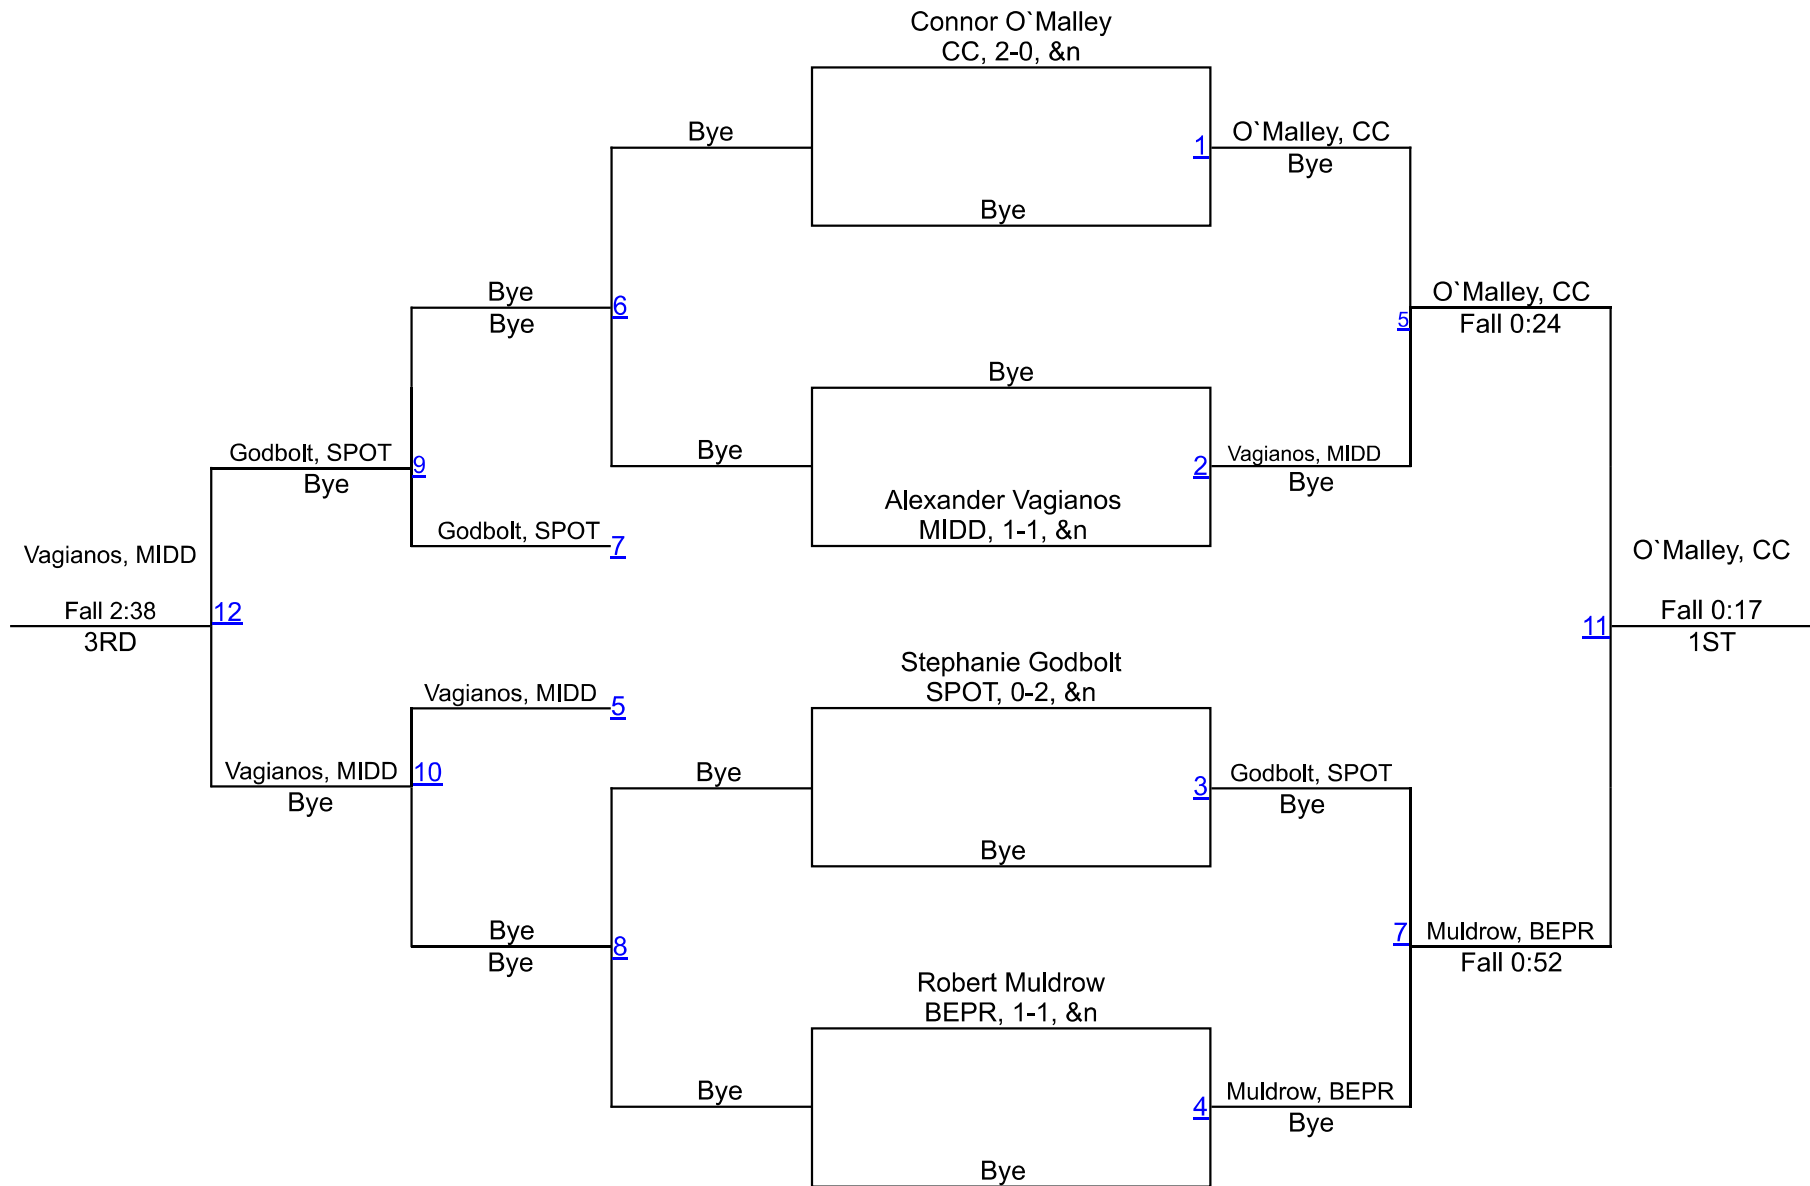 Connor O`Malley
CC, 2-0, &n
Bye
1
O`Malley, CC
Bye
Bye
Bye
Bye
6
O`Malley, CC
5
Fall 0:24
Bye
Godbolt, SPOT
9
Bye
Bye
2
Vagianos, MIDD
Bye
Alexander Vagianos
MIDD, 1-1, &n
Godbolt, SPOT
7
Vagianos, MIDD
Fall 2:38
12
3RD
O`Malley, CC
Fall 0:17
11
1ST
Stephanie Godbolt
SPOT, 0-2, &n
Vagianos, MIDD
5
Vagianos, MIDD
10
Bye
Bye
3
Godbolt, SPOT
Bye
Bye
Bye
8
Bye
7
Muldrow, BEPR
Fall 0:52
Robert Muldrow
BEPR, 1-1, &n
Bye
4
Muldrow, BEPR
Bye
Bye